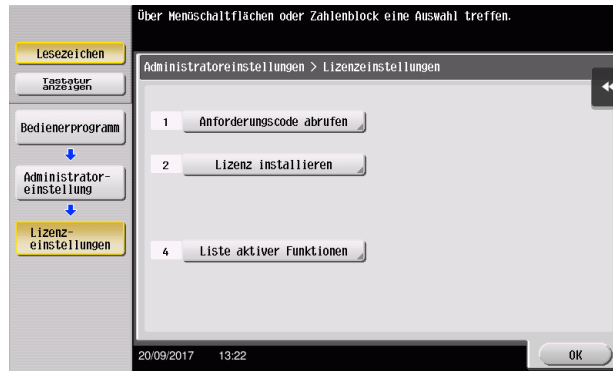 Über Menüschaltflächen oder Zahlenblock eine Auswahl treffen.
Lesezeichen
Tastatur
anzeigen
Bedienerprogramm
Administrator-
einstellung
Lizenz-
einstellungen
Administratoreinstellungen > Lizenzeinstellungen
1 Anforderungscode abrufen
2 Lizenz installieren
4 Liste aktiver Funktionen
20/09/2017 13:22
OK